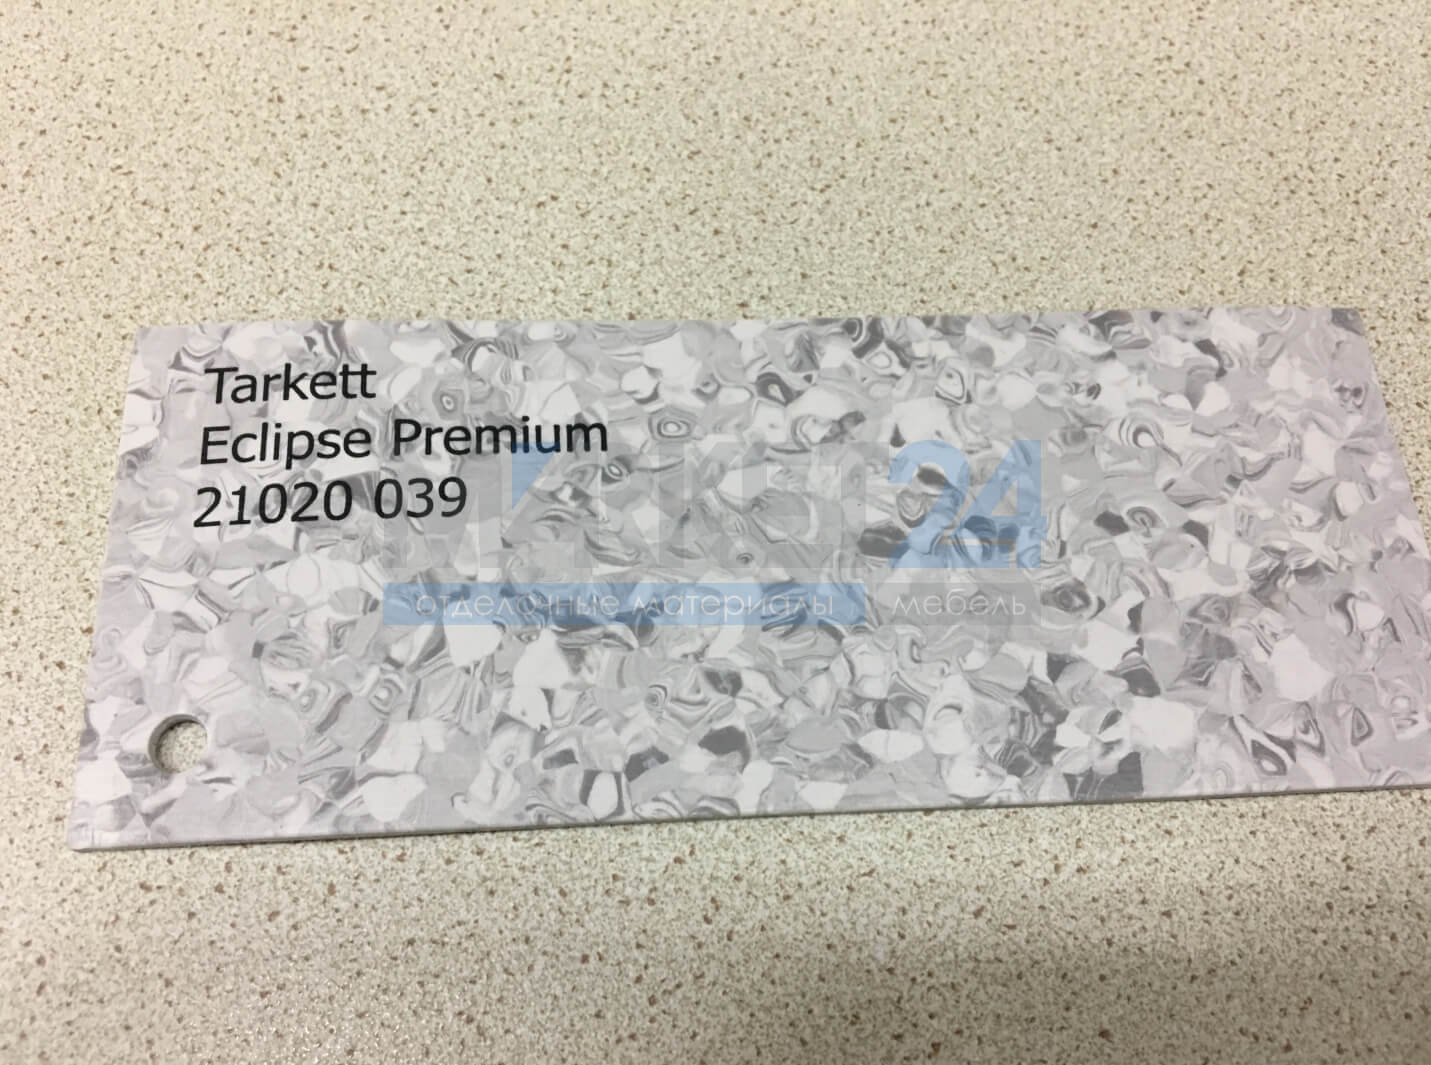 Tarkett
Eclipse Premium
21020 039
24
отделочные материалы мебель